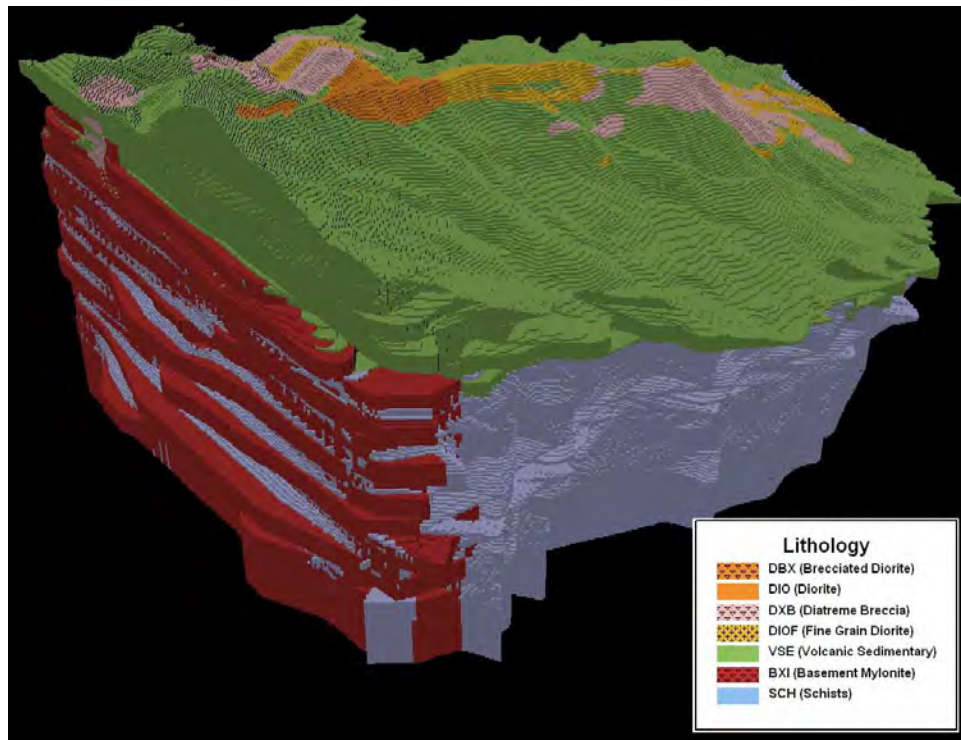 Lithology
DBX (Brecciated Diorite)
DIO (Diorite)
DXB (Diatreme Breccia)
DIOF (Fine Grain Diorite)
VSE (Volcanic Sedimentary)
BXI (Basement Mylonite)
SCH (Schists)